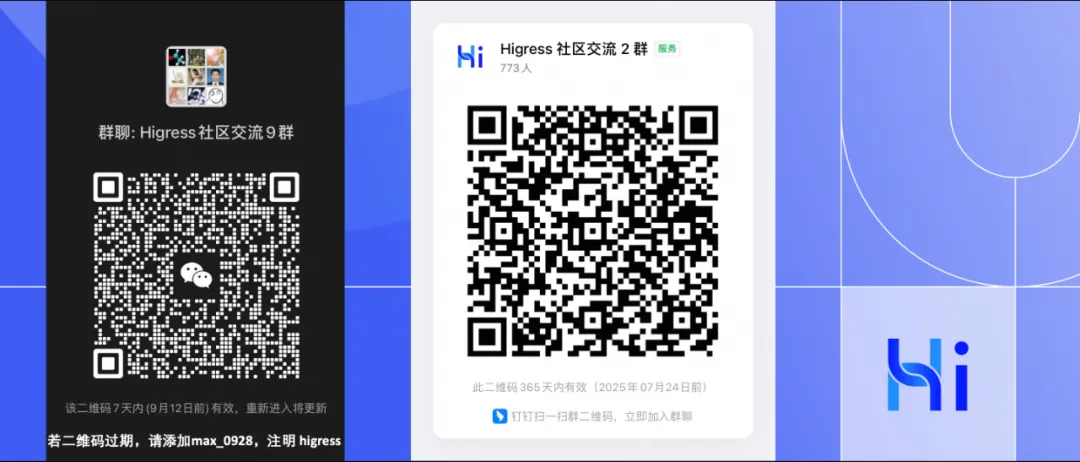 群聊: Higress社区交流9群
该二维码7天内(9月12日前)有效，重新进入将更新
若二维码过期，请添加max_0928，注明 higress
Hi
Higress 社区交流 2 群 服务
773人
此二维码365天内有效（2025年07月24日前）
钉钉扫一扫群二维码，立即加入群聊
Hi